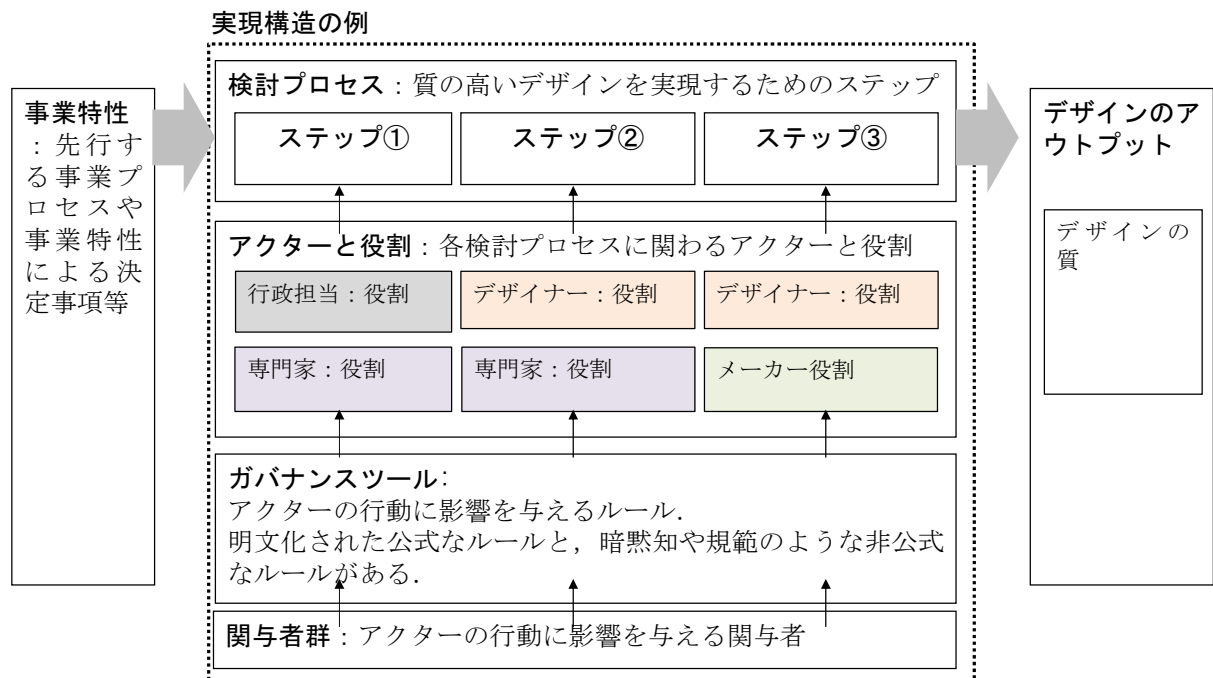 実現構造の例
事業特性
：先行す
る事業プ
ロセスや
事業特性
による決
定事項等
検討プロセス：質の高いデザインを実現するためのステップ
ステップ①
ステップ②
ステップ③
アクターと役割：各検討プロセスに関わるアクターと役割
行政担当：役割
デザイナー：役割
デザイナー：役割
専門家：役割
専門家：役割
メーカー役割
ガバナンスツール:
アクターの行動に影響を与えるルール．
明文化された公式なルールと，暗黙知や規範のような非公式
なルールがある．
関与者群：アクターの行動に影響を与える関与者
デザインのア
ウトプット
デザインの
質